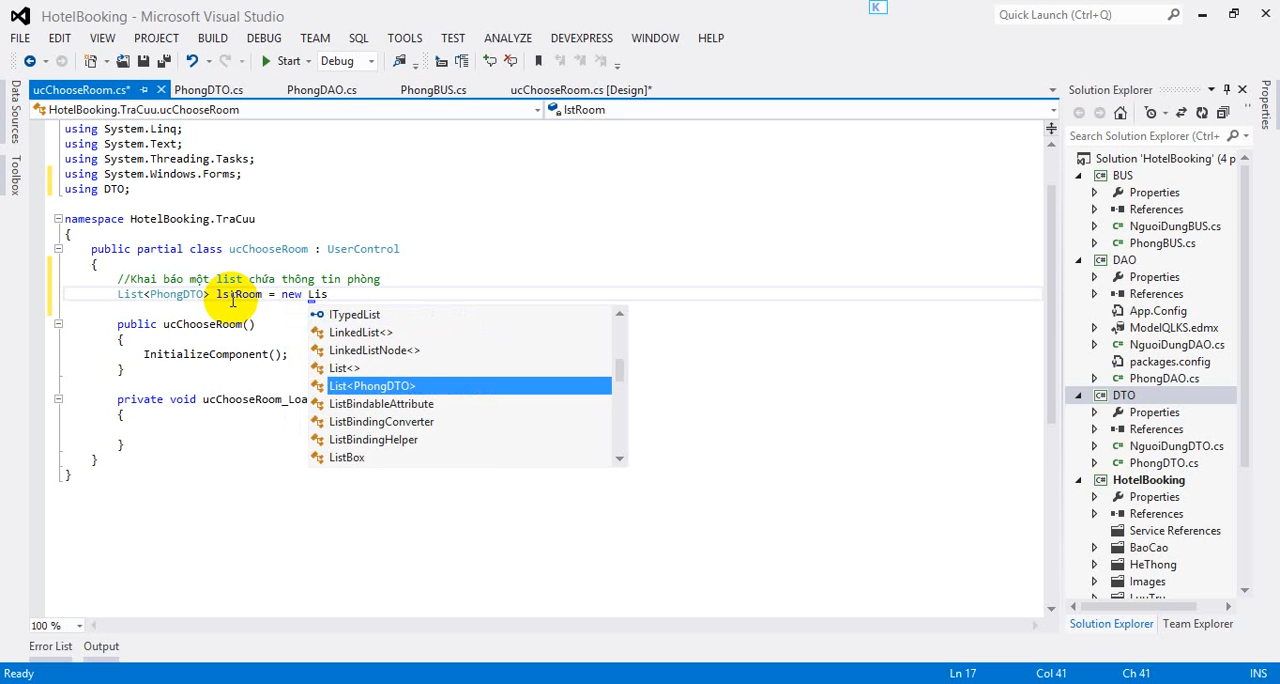 HotelBooking - Microsoft Visual Studio
K
Quick Launch (Ctrl+Q)
FILE EDIT VIEW PROJECT BUILD DEBUG TEAM SQL TOOLS TEST ANALYZE DEVEXPRESS WINDOW HELP
Start Debug
Data Sources
Toolbox
ucChooseRoom.cs* PhongDTO.cs PhongDAO.cs PhongBUS.cs ucChooseRoom.cs [Design]*
HotelBooking.TraCuu.ucChooseRoom lstRoom
using System.Linq;
using System.Text;
using System.Threading.Tasks;
using System.Windows.Forms;
using DTO;
namespace HotelBooking.TraCuu
{
public partial class ucChooseRoom : UserControl
{
//Khai báo một list chứa thông tin phòng
List<PhongDTO> lstRoom = new Lis
public ucChooseRoom()
{
InitializeComponent();
}
private void ucChooseRoom_Loa
{
}
}
}
ITypedList
LinkedList<>
LinkedListNode<>
List<>
List<PhongDTO>
ListBindableAttribute
ListBindingConverter
ListBindingHelper
ListBox
100 %
Error List Output
Solution Explorer
Search Solution Explorer (Ctrl+
Solution 'HotelBooking' (4 p
BUS
Properties
References
NguoiDungBUS.cs
PhongBUS.cs
DAO
Properties
References
App.Config
ModelQLKS.edmx
NguoiDungDAO.cs
packages.config
PhongDAO.cs
DTO
Properties
References
NguoiDungDTO.cs
PhongDTO.cs
HotelBooking
Properties
References
Service References
BaoCao
HeThong
Images
LuuTru
Solution Explorer Team Explorer
Properties
Ready Ln 17 Col 41 Ch 41 INS